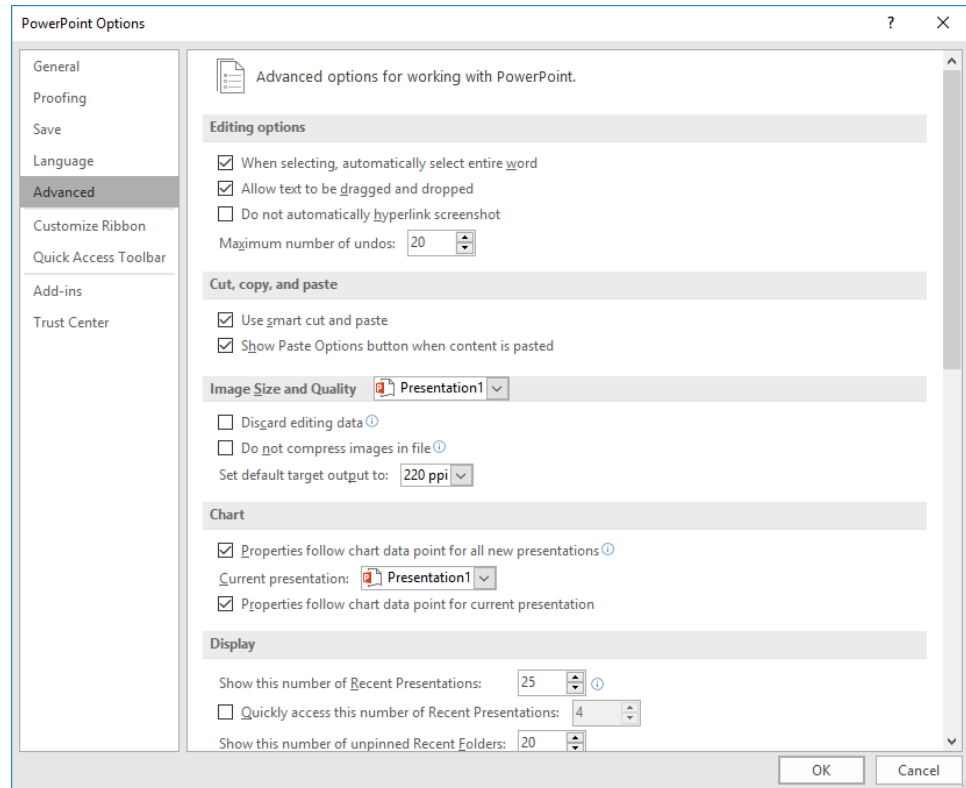 PowerPoint Options
?
General
Proofing
Save
Language
Advanced
Customize Ribbon
Quick Access Toolbar
Add-ins
Trust Center
Advanced options for working with PowerPoint.
Editing options
When selecting, automatically select entire word
Allow text to be dragged and dropped
Do not automatically hyperlink screenshot
Maximum number of undos: 20
Cut, copy, and paste
Use smart cut and paste
Show Paste Options button when content is pasted
Image Size and Quality Presentation1
Discard editing data
Do not compress images in file
Set default target output to: 220 ppi
Chart
Properties follow chart data point for all new presentations
Current presentation: Presentation1
Properties follow chart data point for current presentation
Display
Show this number of Recent Presentations: 25
Quickly access this number of Recent Presentations: 4
Show this number of unpinned Recent Folders: 20
OK Cancel